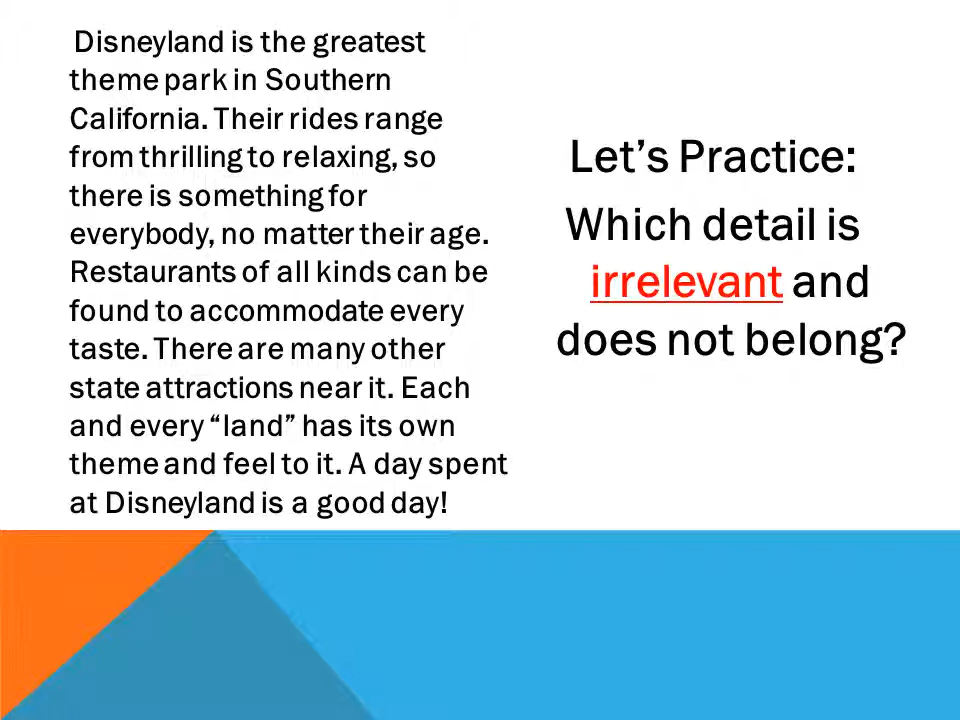 Disneyland is the greatest
theme park in Southern
California. Their rides range
from thrilling to relaxing, so
there is something for
everybody, no matter their age.
Restaurants of all kinds can be
found to accommodate every
taste. There are many other
state attractions near it. Each
and every “land” has its own
theme and feel to it. A day spent
at Disneyland is a good day!
Let’s Practice:
Which detail is
irrelevant and
does not belong?